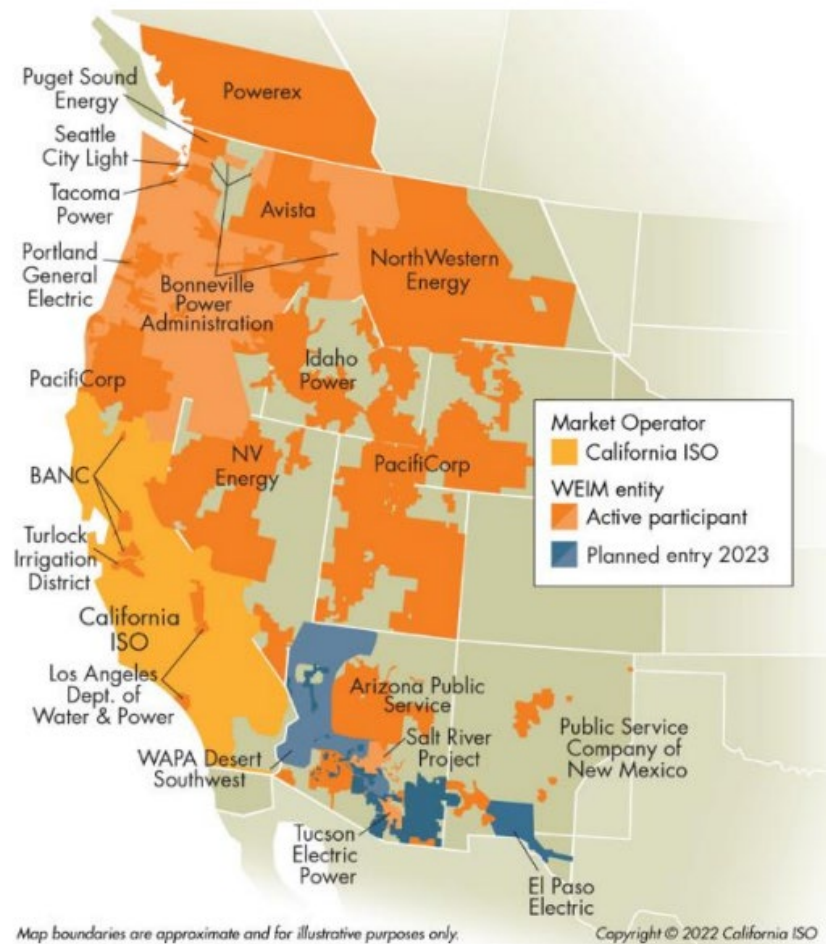 Puget Sound
Energy
Powerex
Seattle
City Light
Tacoma
Power
Avista
Portland
General
Electric
Bonneville
Power
Administration
NorthWestern
Energy
Idaho
Power
PacifiCorp
NV
Energy
PacifiCorp
Market Operator
California ISO
WEIM entity
Active participant
Planned entry 2023
BANC
Turlock
Irrigation
District
California
ISO
Los Angeles
Dept. of
Water & Power
Arizona Public
Service
Salt River
Project
WAPA Desert
Southwest
Public Service
Company of
New Mexico
Tucson
Electric
Power
El Paso
Electric
Map boundaries are approximate and for illustrative purposes only.
Copyright © 2022 California ISO